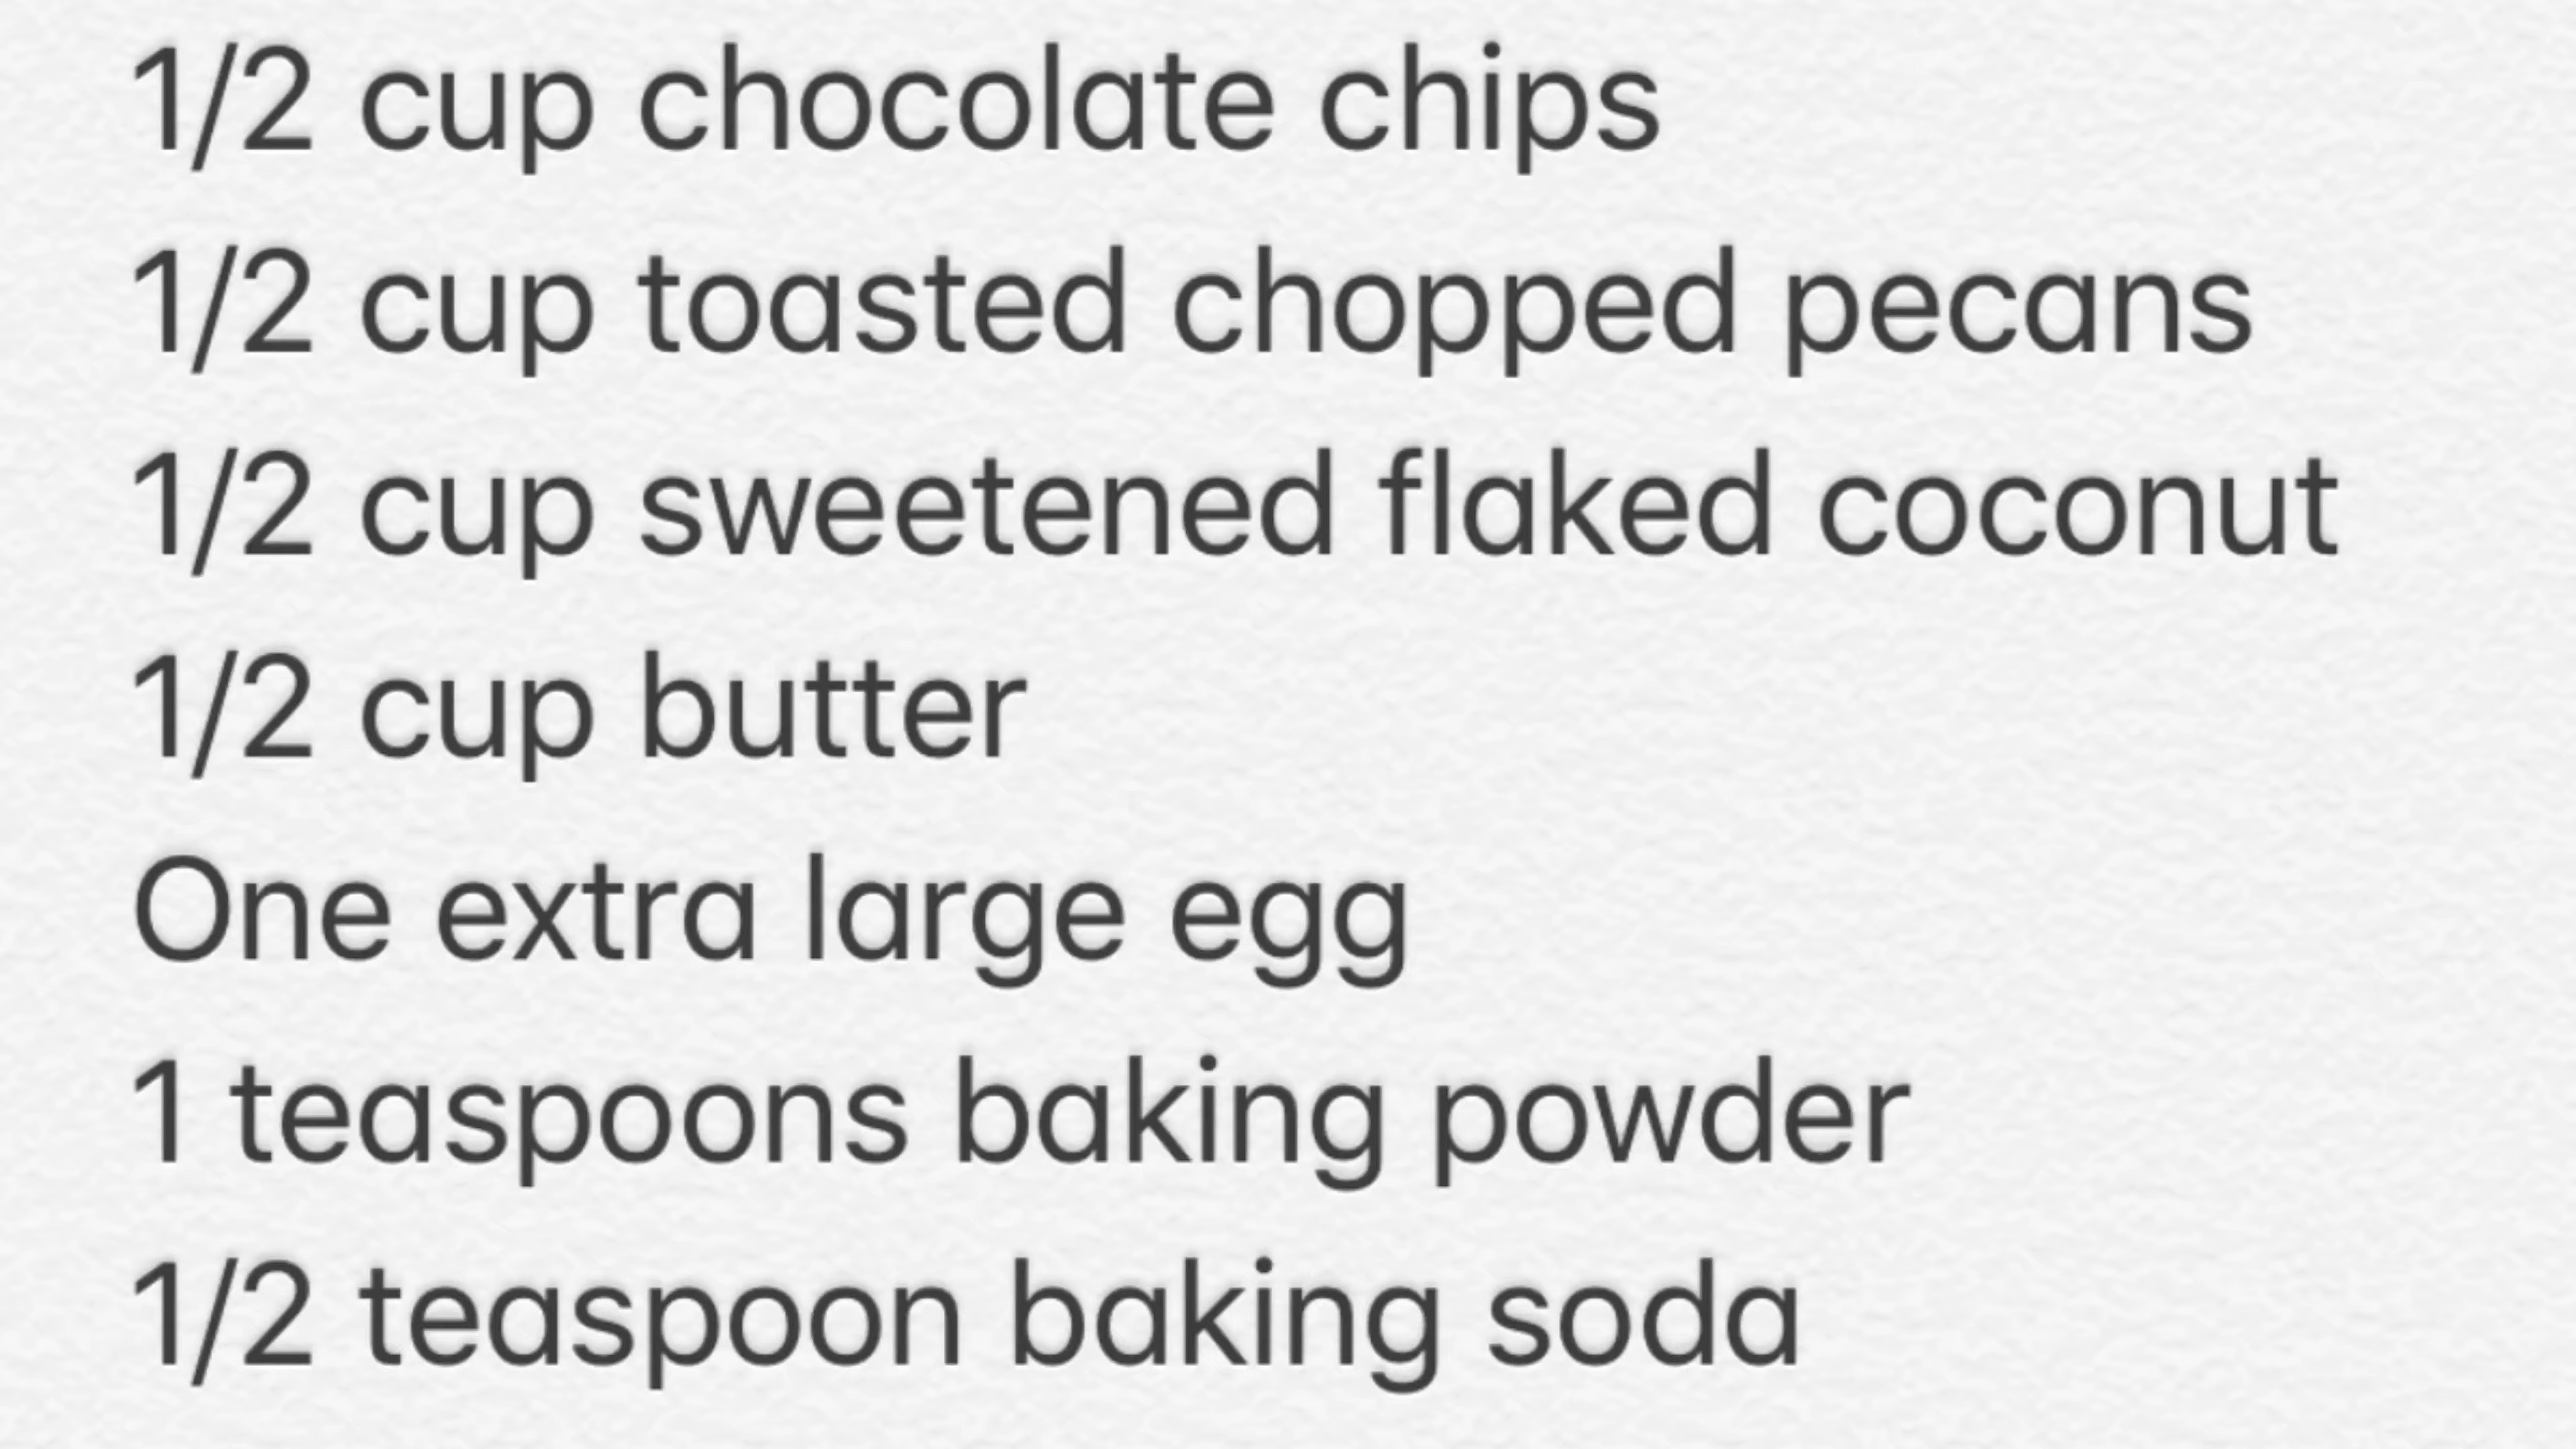 1/2 cup chocolate chips
1/2 cup toasted chopped pecans
1/2 cup sweetened flaked coconut
1/2 cup butter
One extra large egg
1 teaspoons baking powder
1/2 teaspoon baking soda